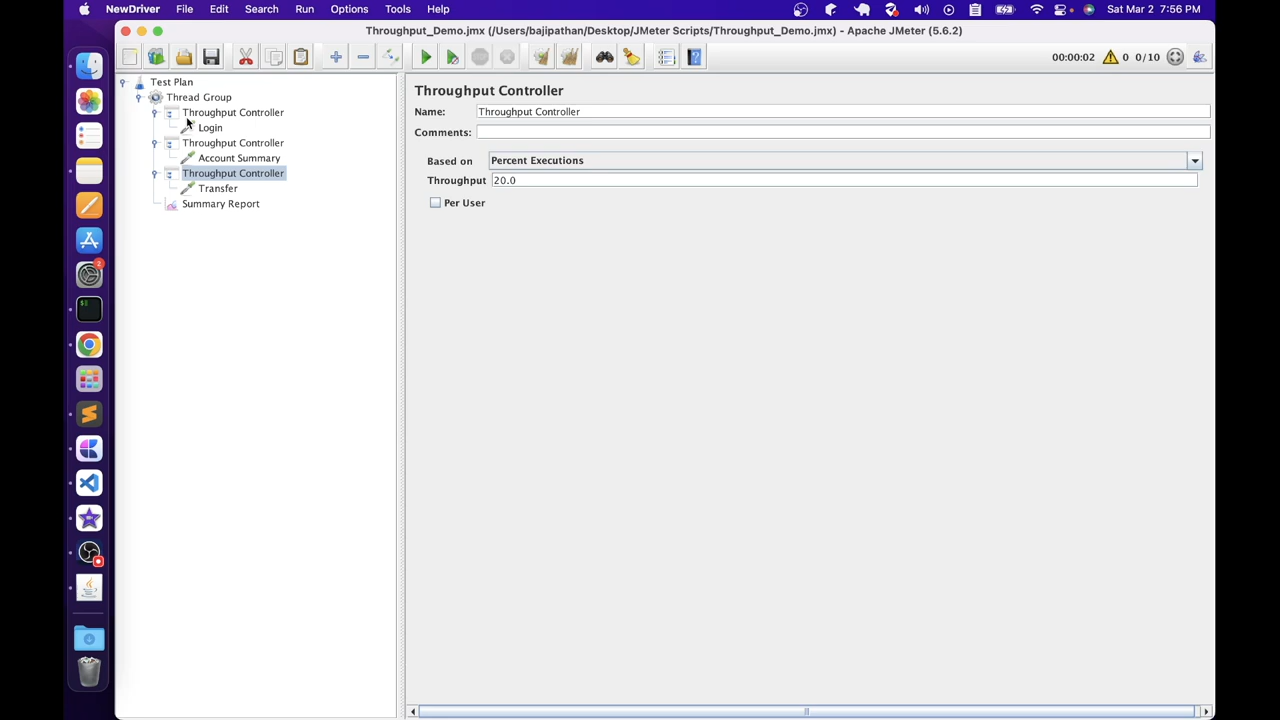 NewDriver File Edit Search Run Options Tools Help Sat Mar 2 7:56 PM
Throughput_Demo.jmx (/Users/bajipathan/Desktop/JMeter Scripts/Throughput_Demo.jmx) - Apache JMeter (5.6.2)
00:00:02 0 0/10
Test Plan
Thread Group
Throughput Controller
Login
Throughput Controller
Account Summary
Throughput Controller
Transfer
Summary Report
Throughput Controller
Name: Throughput Controller
Comments:
Based on Percent Executions
Throughput 20.0
Per User
2